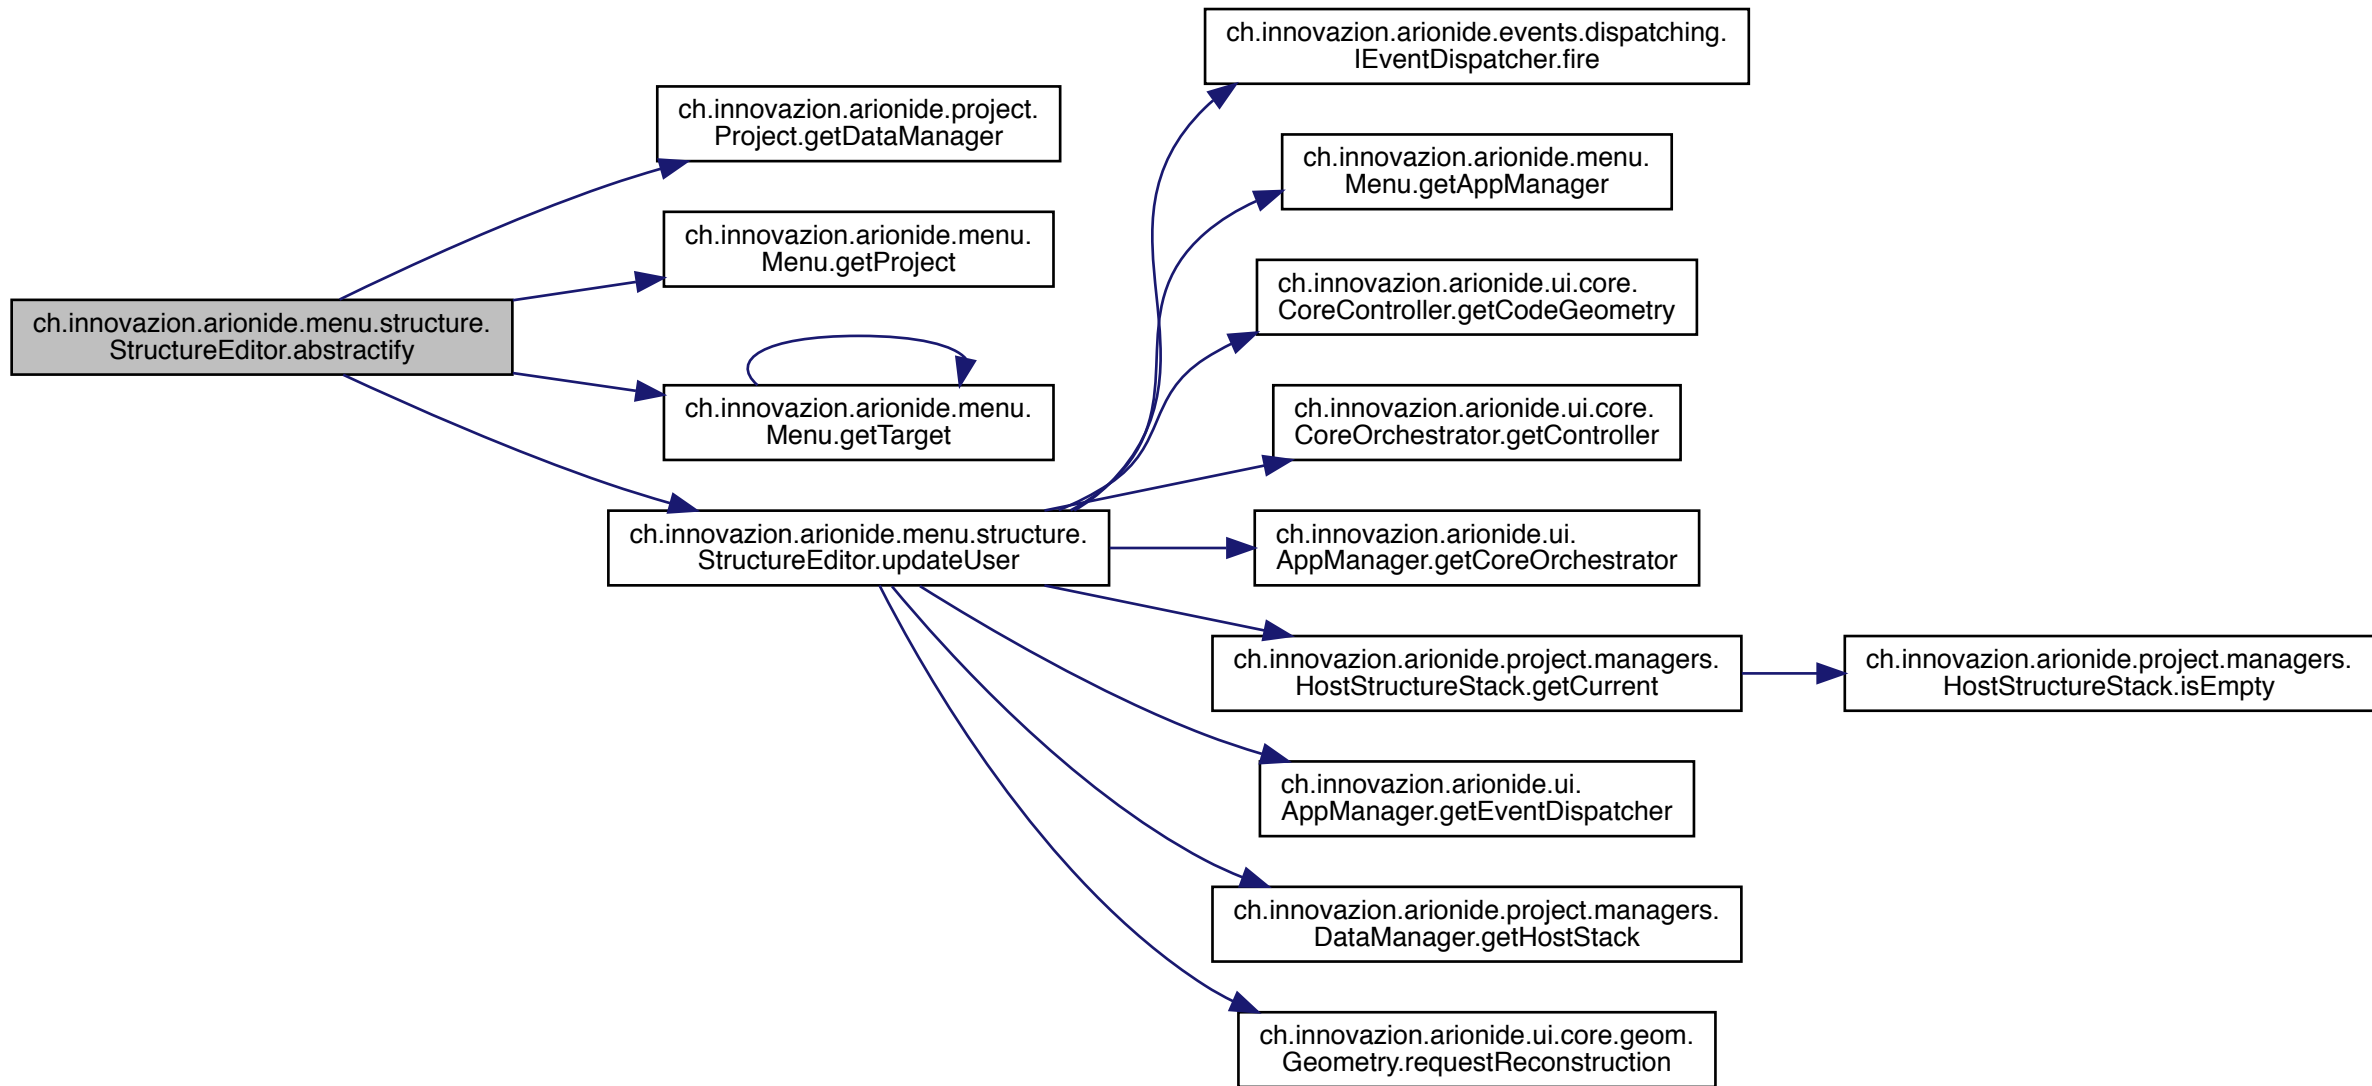 ch.innovazion.arionide.menu.structure.
StructureEditor.abstractify
ch.innovazion.arionide.project.
Project.getDataManager
ch.innovazion.arionide.menu.
Menu.getProject
ch.innovazion.arionide.menu.
Menu.getTarget
ch.innovazion.arionide.menu.structure.
StructureEditor.updateUser
ch.innovazion.arionide.events.dispatching.
IEventDispatcher.fire
ch.innovazion.arionide.menu.
Menu.getAppManager
ch.innovazion.arionide.ui.core.
CoreController.getCodeGeometry
ch.innovazion.arionide.ui.core.
CoreOrchestrator.getController
ch.innovazion.arionide.ui.
AppManager.getCoreOrchestrator
ch.innovazion.arionide.project.managers.
HostStructureStack.getCurrent
ch.innovazion.arionide.project.managers.
HostStructureStack.isEmpty
ch.innovazion.arionide.ui.
AppManager.getEventDispatcher
ch.innovazion.arionide.project.managers.
DataManager.getHostStack
ch.innovazion.arionide.ui.core.geom.
Geometry.requestReconstruction